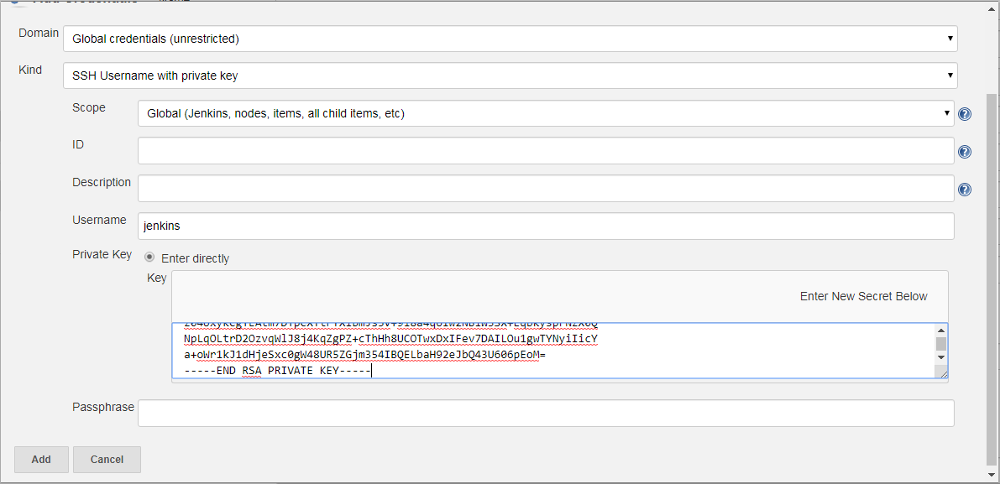 Domain
Global credentials (unrestricted)
Kind
SSH Username with private key
Scope
Global (Jenkins, nodes, items, all child items, etc)
ID
Description
Username
jenkins
Private Key
Enter directly
Key
Enter New Secret Below
NpLqOLtrD2OzvqWlJ8j4KqZgPZ+cThHh8UCOTwxDxIFev7DAILOu1gwTYNyiIicY
a+oWr1kJ1dHjeSxc0gW48UR5ZGjm354IBQELbaH92eJbQ43U606pEoM=
-----END RSA PRIVATE KEY-----
Passphrase
Add
Cancel